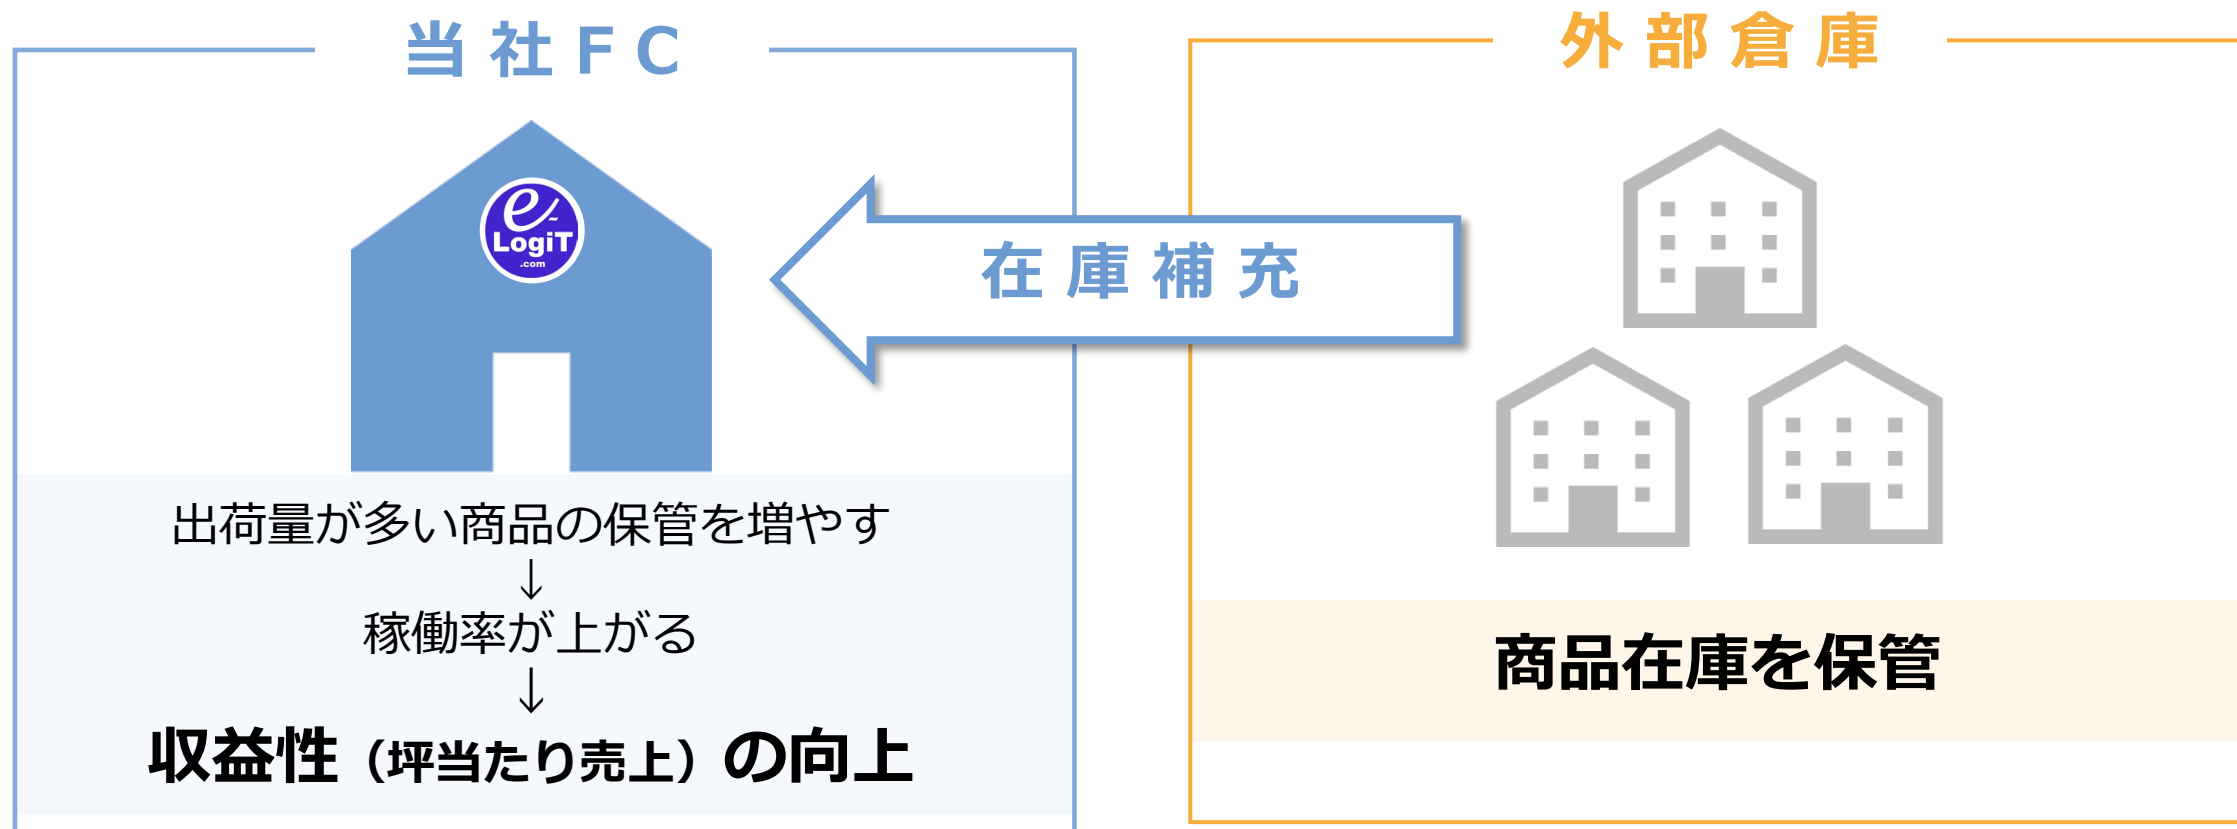 当社FC
外部倉庫
e
LogiT
.com
在庫補充
出荷量が多い商品の保管を増やす
↓
稼働率が上がる
↓
収益性（坪当たり売上）の向上
商品在庫を保管